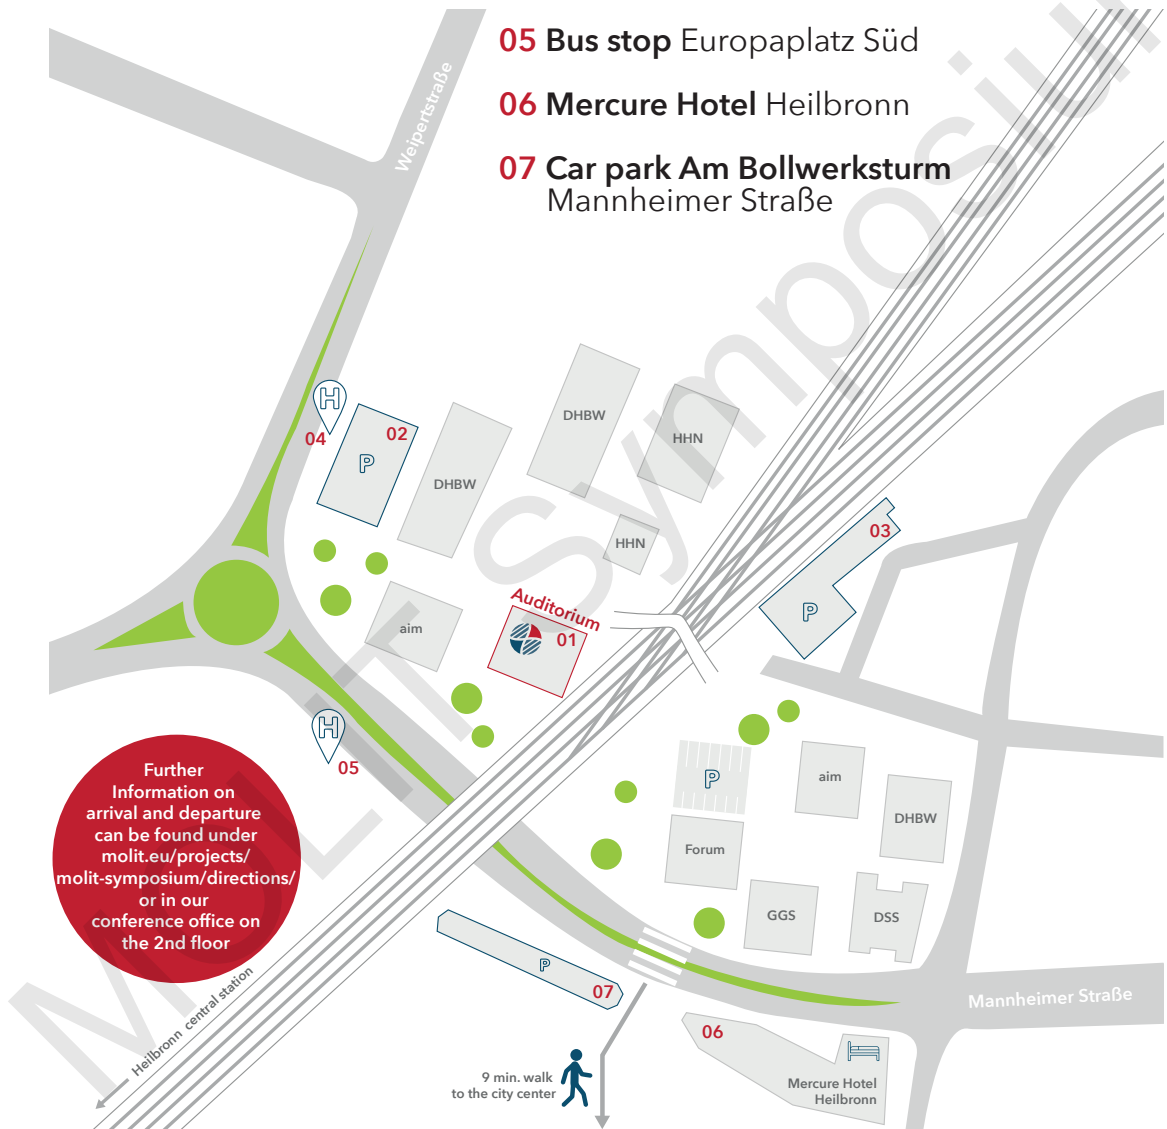 05 Bus stop Europaplatz Süd
06 Mercure Hotel Heilbronn
07 Car park Am Bollwerksturm
Mannheimer Straße
Weipertstraße
H
04
02
P
DHBW
DHBW
HHN
HHN
03
P
Auditorium
01
aim
H
05
Further
Information on
arrival and departure
can be found under
molit.eu/projects/
molit-symposium/directions/
or in our
conference office on
the 2nd floor
P
aim
DHBW
Forum
GGS
DSS
P
07
Mannheimer Straße
06
Mercure Hotel
Heilbronn
9 min. walk
to the city center
Heilbronn central station
MOLIT Symposium